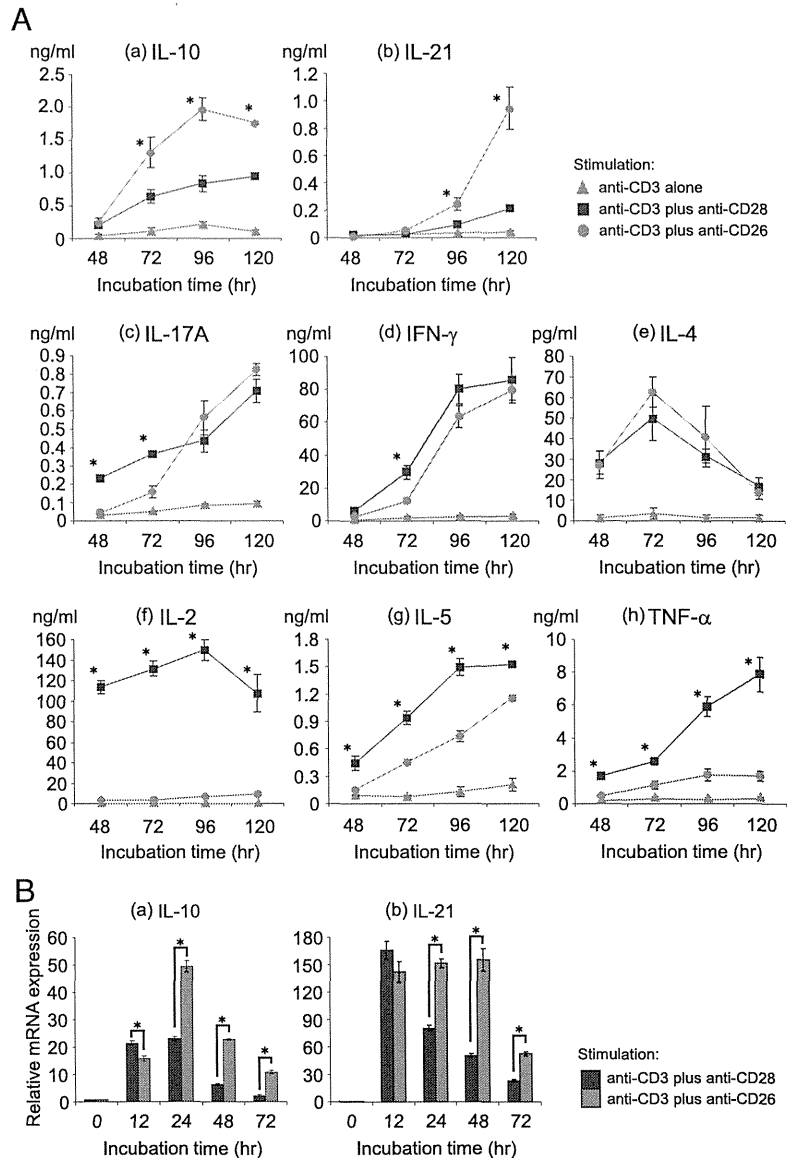 A
(a) IL-10
(b) IL-21
ng/ml
ng/ml
2.5
2.0
1.5
1.0
0.5
0
1.2
1.0
0.8
0.6
0.4
0.2
0
* * *
* *
48 72 96 120
48 72 96 120
Incubation time (hr)
Incubation time (hr)
Stimulation:
anti-CD3 alone
anti-CD3 plus anti-CD28
anti-CD3 plus anti-CD26
(c) IL-17A
(d) IFN-γ
(e) IL-4
ng/ml
ng/ml
pg/ml
0.9
0.8
0.7
0.6
0.5
0.4
0.3
0.2
0.1
0
100
80
60
40
20
0
80
70
60
50
40
30
20
10
0
* *
*
48 72 96 120
48 72 96 120
48 72 96 120
Incubation time (hr)
Incubation time (hr)
Incubation time (hr)
(f) IL-2
(g) IL-5
(h) TNF-α
ng/ml
ng/ml
ng/ml
160
140
120
100
80
60
40
20
0
1.8
1.5
1.2
0.9
0.6
0.3
0
10
8
6
4
2
0
* * * *
* * * *
* * * *
48 72 96 120
48 72 96 120
48 72 96 120
Incubation time (hr)
Incubation time (hr)
Incubation time (hr)
B
(a) IL-10
(b) IL-21
Relative mRNA expression
60
50
40
30
20
10
0
180
150
120
90
60
30
0
* * * *
* * *
0 12 24 48 72
0 12 24 48 72
Incubation time (hr)
Incubation time (hr)
Stimulation:
anti-CD3 plus anti-CD28
anti-CD3 plus anti-CD26